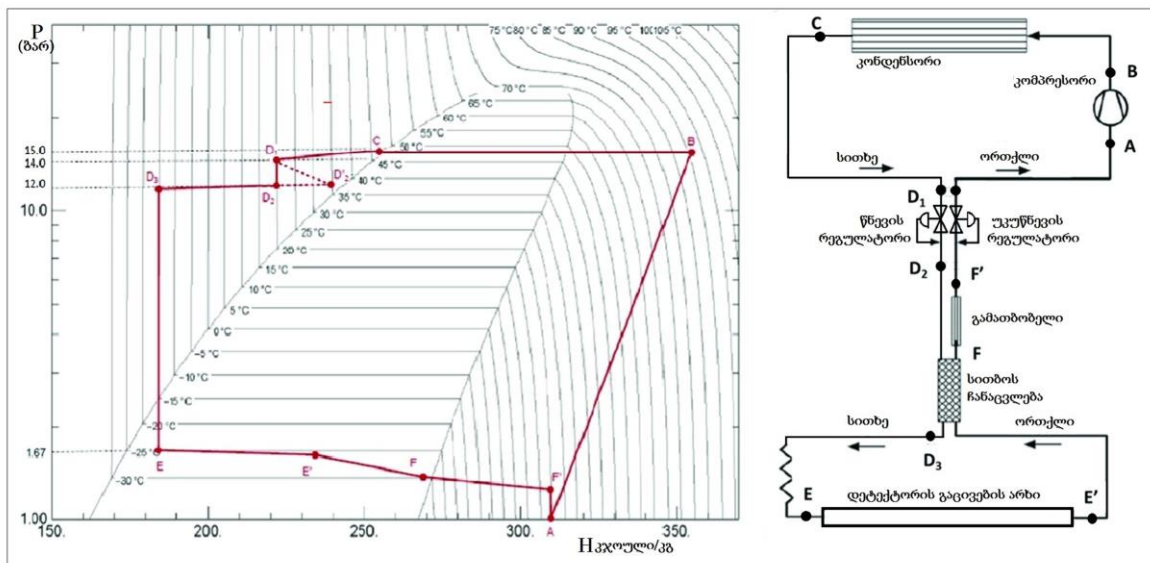 P
(ბარ)
15.0
14.0
12.0
10.0
1.67
1.00
150.
200.
250.
300.
350.
Hკჯოული/კგ
75°C
80°C
85°C
90°C
95°C
105°C
70 °C
65 °C
60 °C
55 °C
50 °C
45 °C
40 °C
35 °C
30 °C
25 °C
20 °C
15 °C
10 °C
5 °C
0 °C
−5 °C
−10 °C
−15 °C
−20 °C
−25 °C
−30 °C
D₁
C
B
D₃
D₂
D'₂
E
E'
F
F'
A
C
კონდენსორი
B
კომპრესორი
A
სითხე
ორთქლი
D₁
წნევის
რეგულატორი
უკუწნევის
რეგულატორი
D₂
F’
გამათბობელი
F
სითბოს
ჩანაცვლება
სითხე
ორთქლი
D₃
E
დეტექტორის გაცივების არხი
E’